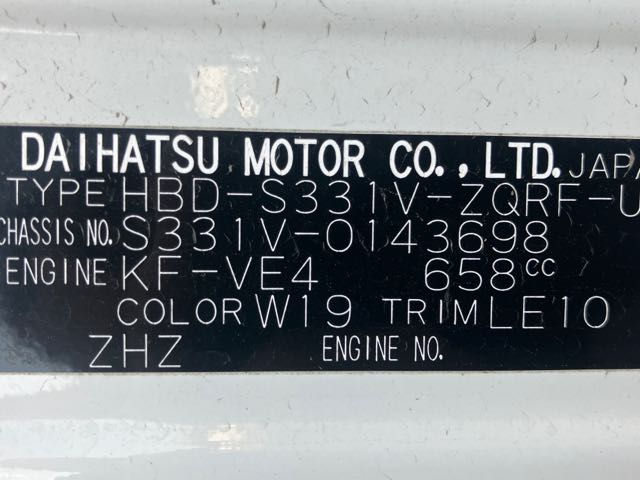 DAIHATSU MOTOR CO., LTD. JAPA
TYPE HBD-S331V-ZQRF-U
CHASSIS NO. S331V-0143698
ENGINE KF-VE4 658cc
COLOR W19 TRIM LE10
ZHZ ENGINE NO.